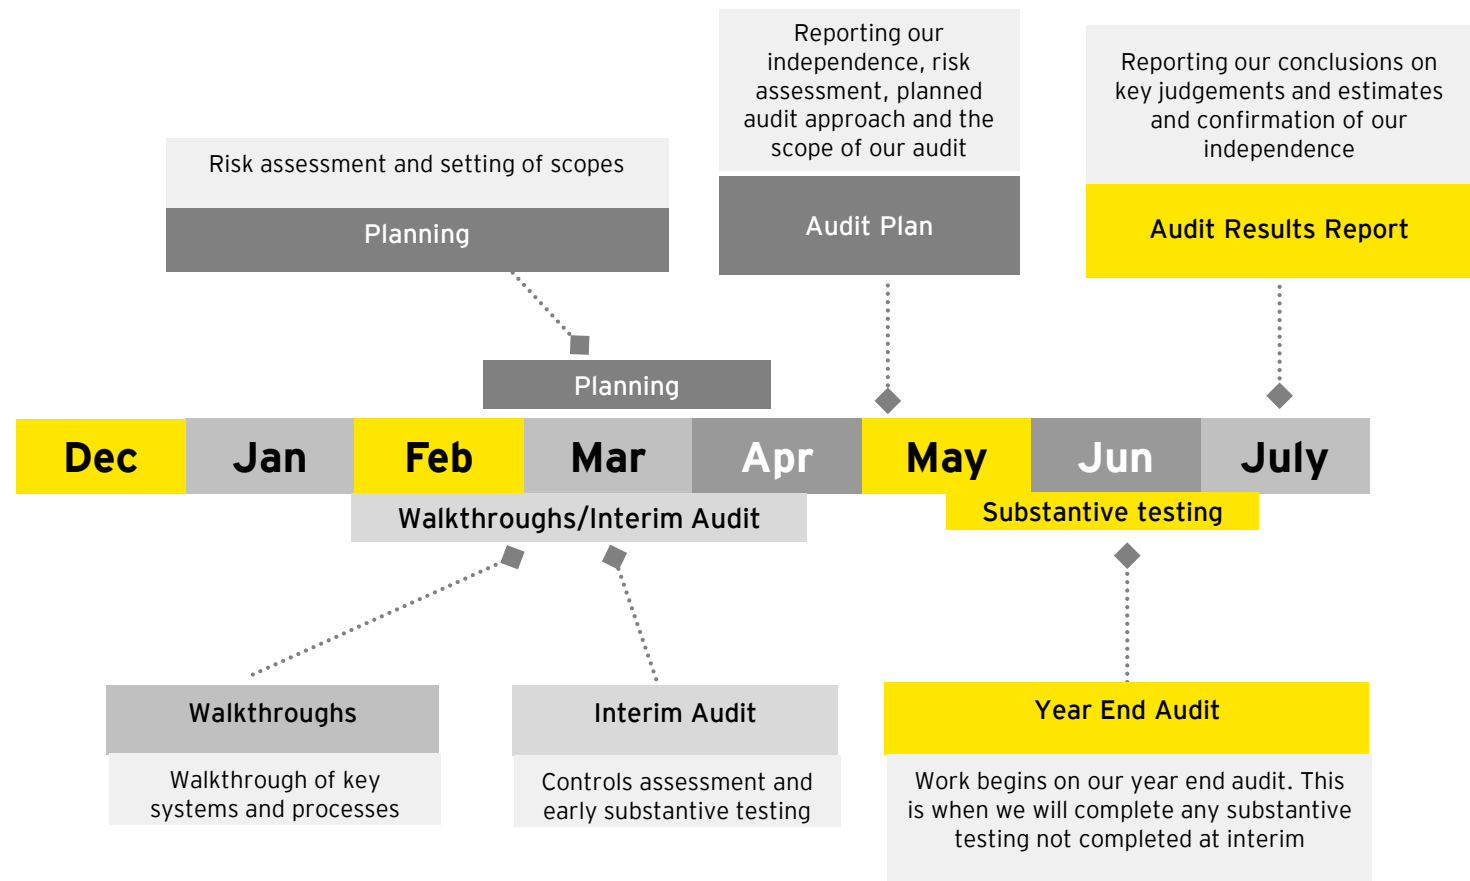 Reporting our
independence, risk
assessment, planned
audit approach and the
scope of our audit
Audit Plan
Reporting our conclusions on
key judgements and estimates
and confirmation of our
independence
Audit Results Report
Risk assessment and setting of scopes
Planning
Planning
Dec Jan Feb Mar Apr May Jun July
Walkthroughs/Interim Audit
Substantive testing
Walkthroughs
Walkthrough of key
systems and processes
Interim Audit
Controls assessment and
early substantive testing
Year End Audit
Work begins on our year end audit. This
is when we will complete any substantive
testing not completed at interim